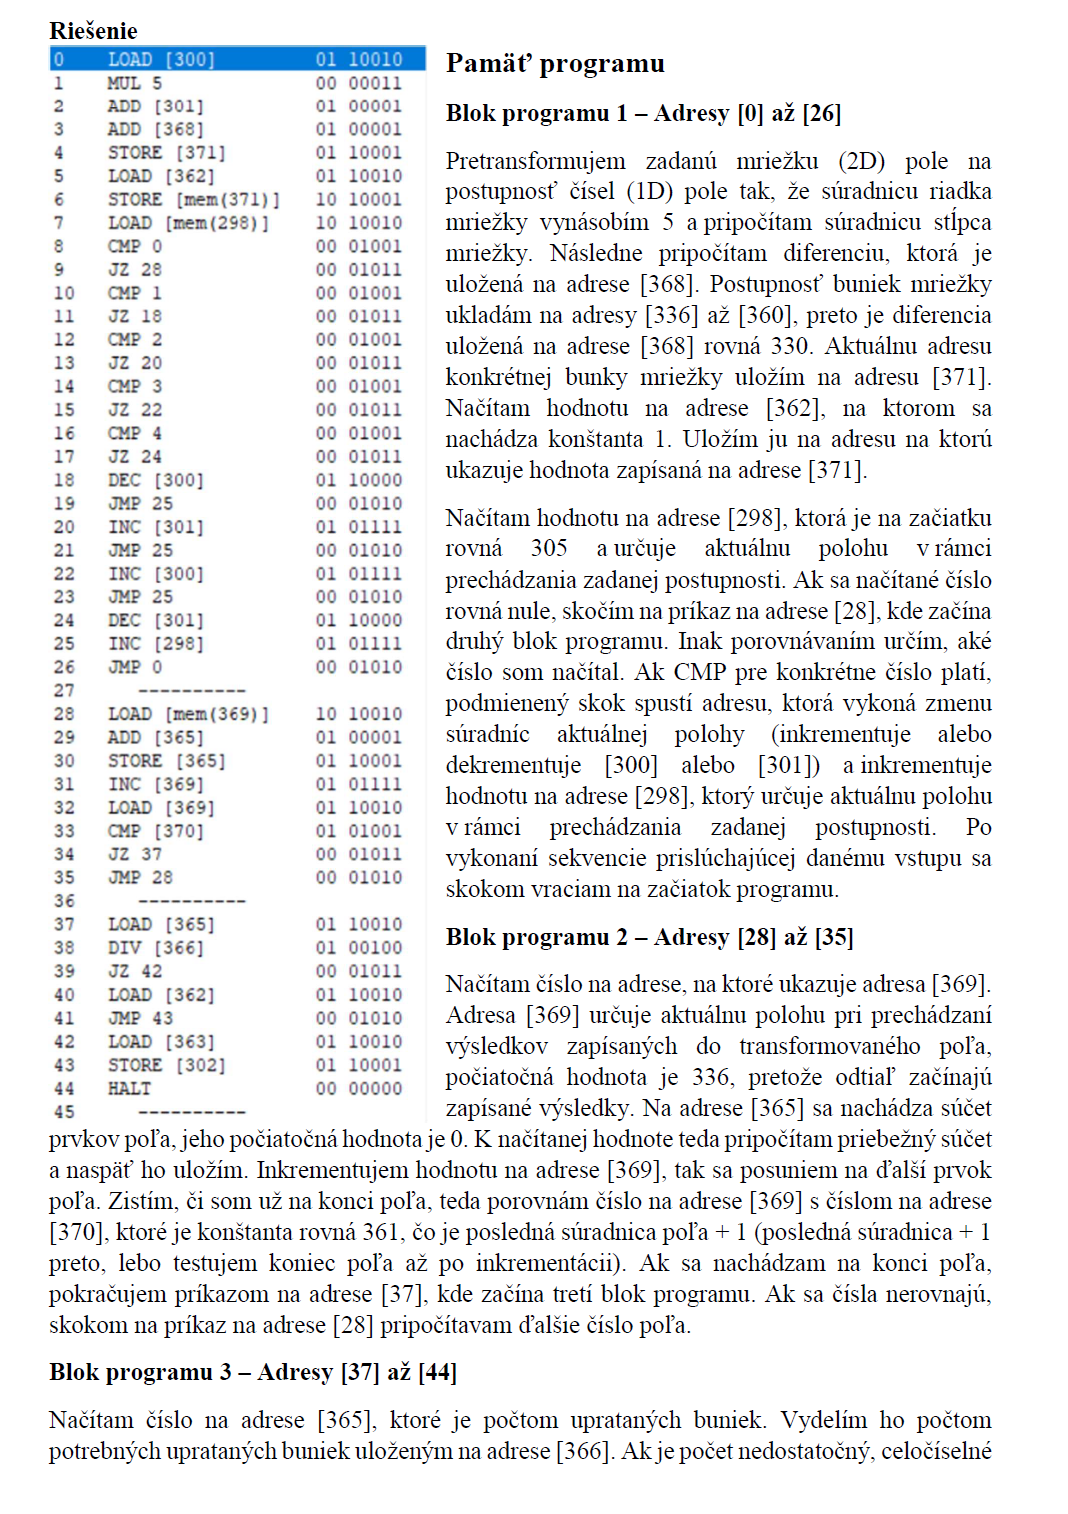 Riešenie
0 LOAD [300] 01 10010
1 MUL 5 00 00011
2 ADD [301] 01 00001
3 ADD [368] 01 00001
4 STORE [371] 01 10001
5 LOAD [362] 01 10010
6 STORE [mem(371)] 10 10001
7 LOAD [mem(298)] 10 10010
8 CMP 0 00 01001
9 JZ 28 00 01011
10 CMP 1 00 01001
11 JZ 18 00 01011
12 CMP 2 00 01001
13 JZ 20 00 01011
14 CMP 3 00 01001
15 JZ 22 00 01011
16 CMP 4 00 01001
17 JZ 24 00 01011
18 DEC [300] 01 10000
19 JMP 25 00 01010
20 INC [301] 01 01111
21 JMP 25 00 01010
22 INC [300] 01 01111
23 JMP 25 00 01010
24 DEC [301] 01 10000
25 INC [298] 01 01111
26 JMP 0 00 01010
27 ----------
28 LOAD [mem(369)] 10 10010
29 ADD [365] 01 00001
30 STORE [365] 01 10001
31 INC [369] 01 01111
32 LOAD [369] 01 10010
33 CMP [370] 01 01001
34 JZ 37 00 01011
35 JMP 28 00 01010
36 ----------
37 LOAD [365] 01 10010
38 DIV [366] 01 00100
39 JZ 42 00 01011
40 LOAD [362] 01 10010
41 JMP 43 00 01010
42 LOAD [363] 01 10010
43 STORE [302] 01 10001
44 HALT 00 00000
45 ----------
Pamäť programu
Blok programu 1 – Adresy [0] až [26]
Pretransformujem zadanú mriežku (2D) pole na
postupnosť čísel (1D) pole tak, že súradnicu riadka
mriežky vynásobím 5 a pripočítam súradnicu stĺpca
mriežky. Následne pripočítam diferenciu, ktorá je
uložená na adrese [368]. Postupnosť buniek mriežky
ukladám na adresy [336] až [360], preto je diferencia
uložená na adrese [368] rovná 330. Aktuálnu adresu
konkrétnej bunky mriežky uložím na adresu [371].
Načítam hodnotu na adrese [362], na ktorom sa
nachádza konštanta 1. Uložím ju na adresu na ktorú
ukazuje hodnota zapísaná na adrese [371].
Načítam hodnotu na adrese [298], ktorá je na začiatku
rovná 305 a určuje aktuálnu polohu v rámci
prechádzania zadanej postupnosti. Ak sa načítané číslo
rovná nule, skočím na príkaz na adrese [28], kde začína
druhý blok programu. Inak porovnávaním určím, aké
číslo som načítal. Ak CMP pre konkrétne číslo platí,
podmienený skok spustí adresu, ktorá vykoná zmenu
súradníc aktuálnej polohy (inkrementuje alebo
dekrementuje [300] alebo [301]) a inkrementuje
hodnotu na adrese [298], ktorý určuje aktuálnu polohu
v rámci prechádzania zadanej postupnosti. Po
vykonaní sekvencie prislúchajúcej danému vstupu sa
skokom vraciam na začiatok programu.
Blok programu 2 – Adresy [28] až [35]
Načítam číslo na adrese, na ktoré ukazuje adresa [369].
Adresa [369] určuje aktuálnu polohu pri prechádzaní
výsledkov zapísaných do transformovaného poľa,
počiatočná hodnota je 336, pretože odtiaľ začínajú
zapísané výsledky. Na adrese [365] sa nachádza súčet
prvkov poľa, jeho počiatočná hodnota je 0. K načítanej hodnote teda pripočítam priebežný súčet
a naspäť ho uložím. Inkrementujem hodnotu na adrese [369], tak sa posuniem na ďalší prvok
poľa. Zistím, či som už na konci poľa, teda porovnám číslo na adrese [369] s číslom na adrese
[370], ktoré je konštanta rovná 361, čo je posledná súradnica poľa + 1 (posledná súradnica + 1
preto, lebo testujem koniec poľa až po inkrementácii). Ak sa nachádzam na konci poľa,
pokračujem príkazom na adrese [37], kde začína tretí blok programu. Ak sa čísla nerovnajú,
skokom na príkaz na adrese [28] pripočítavam ďalšie číslo poľa.
Blok programu 3 – Adresy [37] až [44]
Načítam číslo na adrese [365], ktoré je počtom uprataných buniek. Vydelím ho počtom
potrebných uprataných buniek uloženým na adrese [366]. Ak je počet nedostatočný, celočíselné